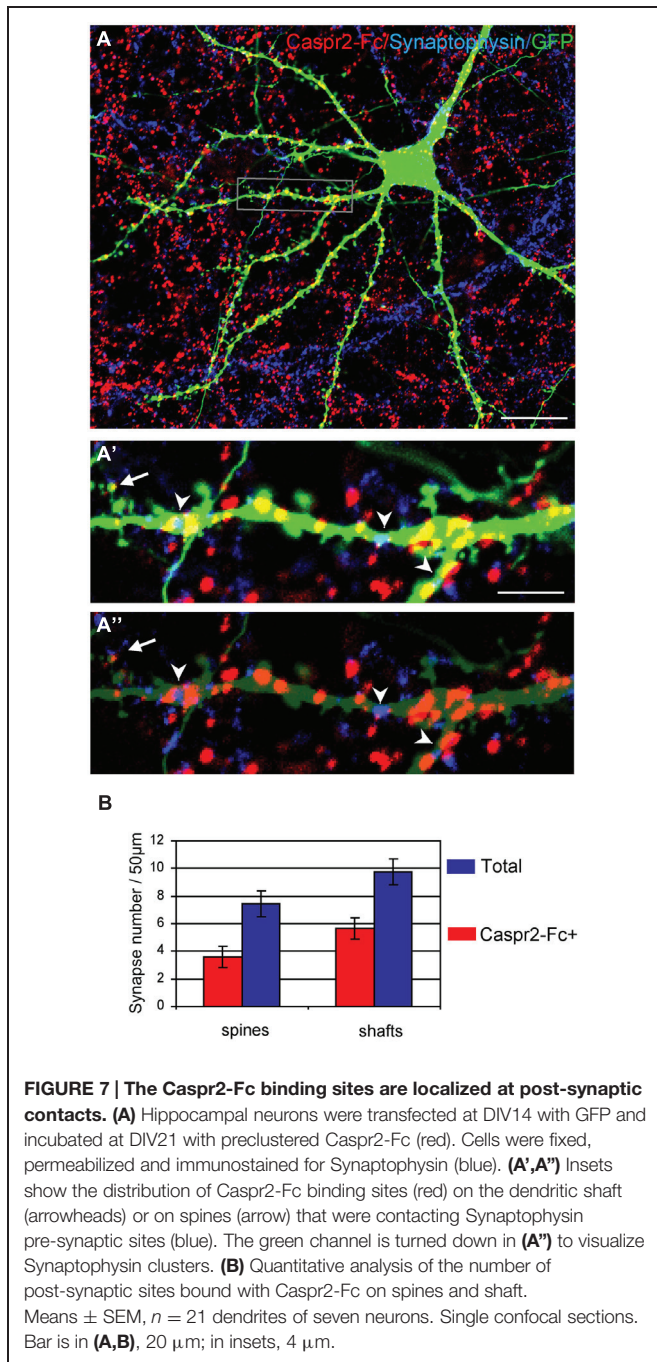 A
Caspr2-Fc/Synaptophysin/GFP
A'
A''
B
Synapse number / 50µm
12
10
8
6
4
2
0
spines
shafts
Total
Caspr2-Fc+
FIGURE 7 | The Caspr2-Fc binding sites are localized at post-synaptic
contacts. (A) Hippocampal neurons were transfected at DIV14 with GFP and
incubated at DIV21 with preclustered Caspr2-Fc (red). Cells were fixed,
permeabilized and immunostained for Synaptophysin (blue). (A',A'') Insets
show the distribution of Caspr2-Fc binding sites (red) on the dendritic shaft
(arrowheads) or on spines (arrow) that were contacting Synaptophysin
pre-synaptic sites (blue). The green channel is turned down in (A'') to visualize
Synaptophysin clusters. (B) Quantitative analysis of the number of
post-synaptic sites bound with Caspr2-Fc on spines and shaft.
Means ± SEM, n = 21 dendrites of seven neurons. Single confocal sections.
Bar is in (A,B), 20 µm; in insets, 4 µm.